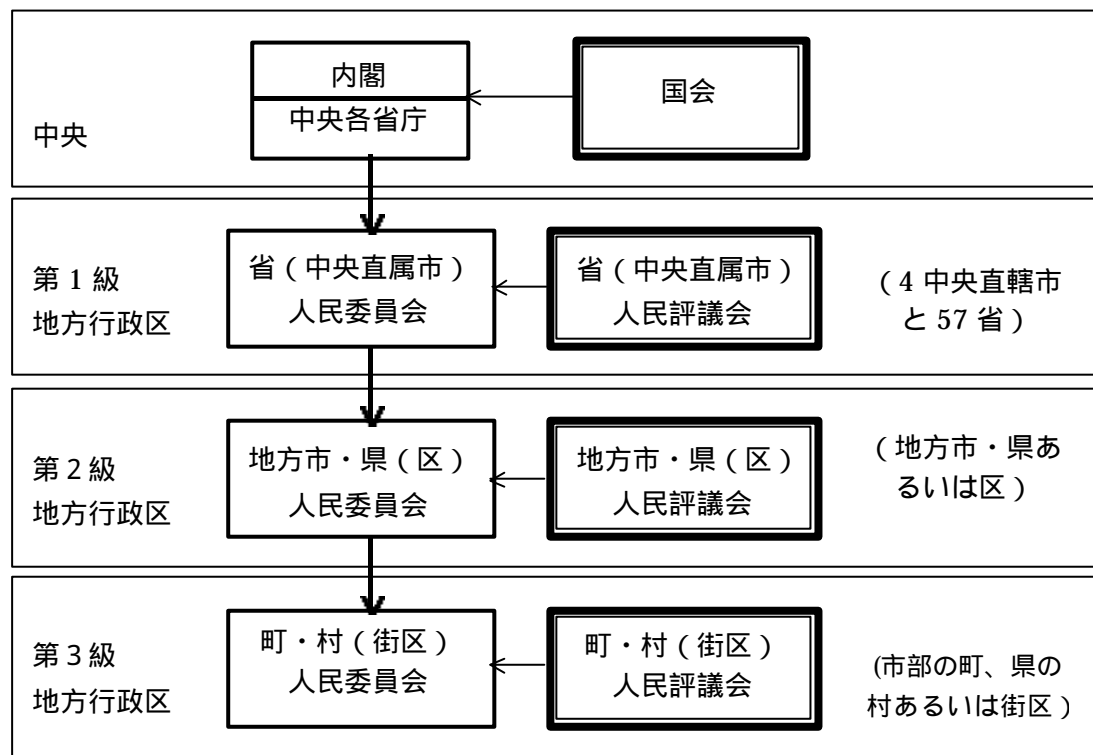 内閣
中央各省庁
国会
中央
第 1 級
地方行政区
省（中央直属市）
人民委員会
省（中央直属市）
人民評議会
（4 中央直轄市
と 57 省）
第 2 級
地方行政区
地方市・県（区）
人民委員会
地方市・県（区）
人民評議会
（地方市・県あ
るいは区）
第 3 級
地方行政区
町・村（街区）
人民委員会
町・村（街区）
人民評議会
(市部の町、県の
村あるいは街区）